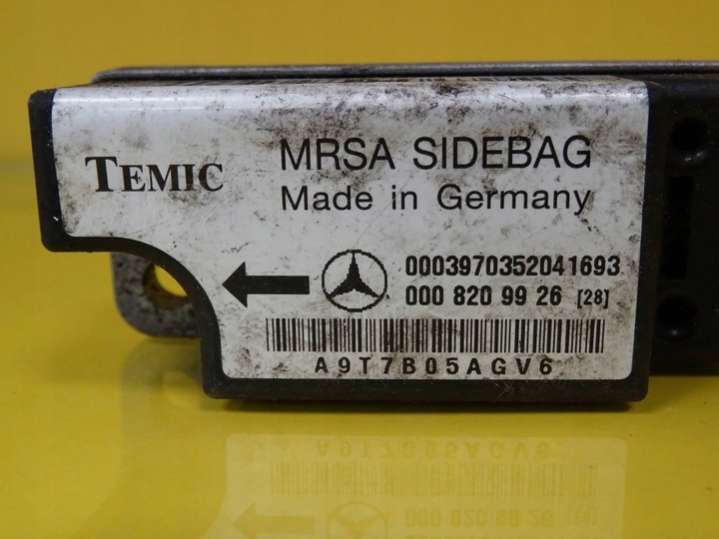 TEMIC
MRSA SIDEBAG
Made in Germany
0003970352041693
000 820 99 26 [28]
A9T7B05AGV6